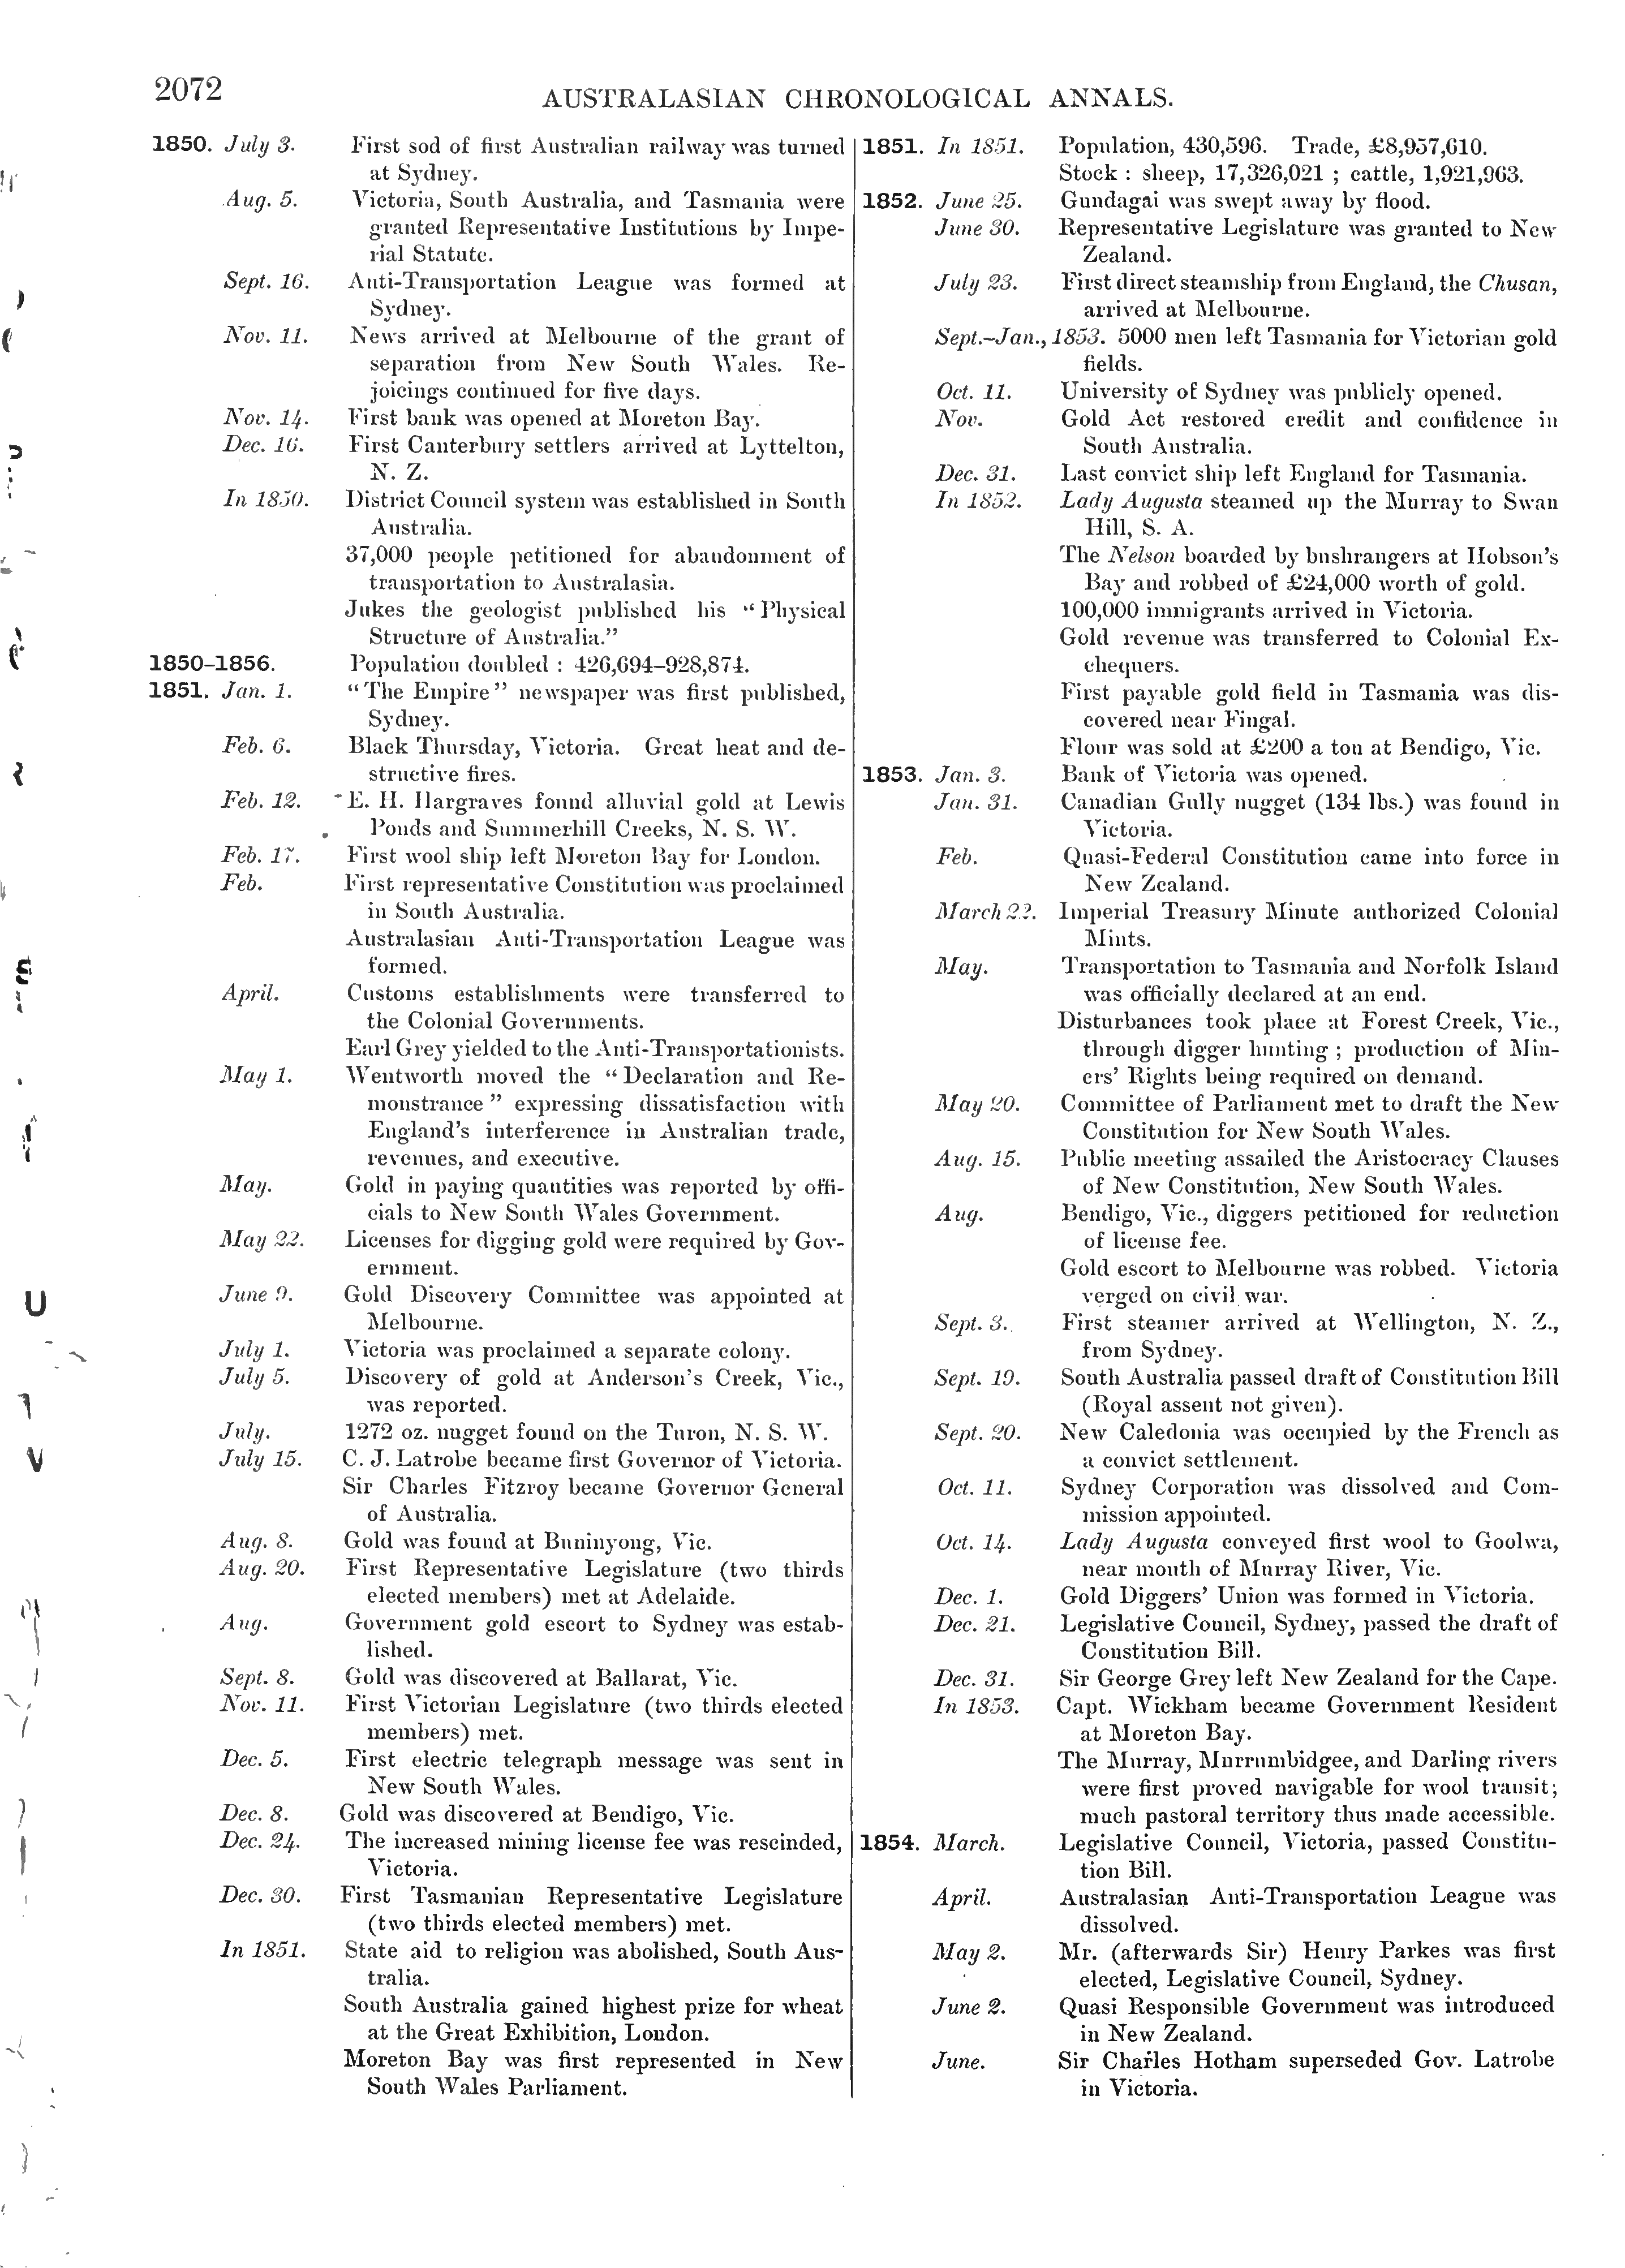 2072
AUSTRALASIAN CHRONOLOGICAL ANNALS.
1850. July 3. First sod of first Australian railway was turned
at Sydney.
Aug. 5. Victoria, South Australia, and Tasmania were
granted Representative Institutions by Impe-
rial Statute.
Sept. 16. Anti-Transportation League was formed at
Sydney.
Nov. 11. News arrived at Melbourne of the grant of
separation from New South Wales. Re-
joicings continued for five days.
Nov. 14. First bank was opened at Moreton Bay.
Dec. 16. First Canterbury settlers arrived at Lyttelton,
N. Z.
In 1850. District Council system was established in South
Australia.
37,000 people petitioned for abandonment of
transportation to Australasia.
Jukes the geologist published his “Physical
Structure of Australia.”
1850–1856. Population doubled : 426,694–928,874.
1851. Jan. 1. “The Empire” newspaper was first published,
Sydney.
Feb. 6. Black Thursday, Victoria. Great heat and de-
structive fires.
Feb. 12. E. H. Hargraves found alluvial gold at Lewis
Ponds and Summerhill Creeks, N. S. W.
Feb. 17. First wool ship left Moreton Bay for London.
Feb. First representative Constitution was proclaimed
in South Australia.
Australasian Anti-Transportation League was
formed.
April. Customs establishments were transferred to
the Colonial Governments.
Earl Grey yielded to the Anti-Transportationists.
May 1. Wentworth moved the “Declaration and Re-
monstrance” expressing dissatisfaction with
England's interference in Australian trade,
revenues, and executive.
May. Gold in paying quantities was reported by offi-
cials to New South Wales Government.
May 22. Licenses for digging gold were required by Gov-
ernment.
June 9. Gold Discovery Committee was appointed at
Melbourne.
July 1. Victoria was proclaimed a separate colony.
July 5. Discovery of gold at Anderson's Creek, Vic.,
was reported.
July. 1272 oz. nugget found on the Turon, N. S. W.
July 15. C. J. Latrobe became first Governor of Victoria.
Sir Charles Fitzroy became Governor General
of Australia.
Aug. 8. Gold was found at Buninyong, Vic.
Aug. 20. First Representative Legislature (two thirds
elected members) met at Adelaide.
Aug. Government gold escort to Sydney was estab-
lished.
Sept. 8. Gold was discovered at Ballarat, Vic.
Nov. 11. First Victorian Legislature (two thirds elected
members) met.
Dec. 5. First electric telegraph message was sent in
New South Wales.
Dec. 8. Gold was discovered at Bendigo, Vic.
Dec. 24. The increased mining license fee was rescinded,
Victoria.
Dec. 30. First Tasmanian Representative Legislature
(two thirds elected members) met.
In 1851. State aid to religion was abolished, South Aus-
tralia.
South Australia gained highest prize for wheat
at the Great Exhibition, London.
Moreton Bay was first represented in New
South Wales Parliament.
1851. In 1851. Population, 430,596. Trade, £8,957,610.
Stock : sheep, 17,326,021 ; cattle, 1,921,963.
1852. June 25. Gundagai was swept away by flood.
June 30. Representative Legislature was granted to New
Zealand.
July 23. First direct steamship from England, the Chusan,
arrived at Melbourne.
Sept.–Jan., 1853. 5000 men left Tasmania for Victorian gold
fields.
Oct. 11. University of Sydney was publicly opened.
Nov. Gold Act restored credit and confidence in
South Australia.
Dec. 31. Last convict ship left England for Tasmania.
In 1852. Lady Augusta steamed up the Murray to Swan
Hill, S. A.
The Nelson boarded by bushrangers at Hobson's
Bay and robbed of £24,000 worth of gold.
100,000 immigrants arrived in Victoria.
Gold revenue was transferred to Colonial Ex-
chequers.
First payable gold field in Tasmania was dis-
covered near Fingal.
Flour was sold at £200 a ton at Bendigo, Vic.
1853. Jan. 3. Bank of Victoria was opened.
Jan. 31. Canadian Gully nugget (134 lbs.) was found in
Victoria.
Feb. Quasi-Federal Constitution came into force in
New Zealand.
March 22. Imperial Treasury Minute authorized Colonial
Mints.
May. Transportation to Tasmania and Norfolk Island
was officially declared at an end.
Disturbances took place at Forest Creek, Vic.,
through digger hunting ; production of Min-
ers' Rights being required on demand.
May 20. Committee of Parliament met to draft the New
Constitution for New South Wales.
Aug. 15. Public meeting assailed the Aristocracy Clauses
of New Constitution, New South Wales.
Aug. Bendigo, Vic., diggers petitioned for reduction
of license fee.
Gold escort to Melbourne was robbed. Victoria
verged on civil war.
Sept. 3. First steamer arrived at Wellington, N. Z.,
from Sydney.
Sept. 19. South Australia passed draft of Constitution Bill
(Royal assent not given).
Sept. 20. New Caledonia was occupied by the French as
a convict settlement.
Oct. 11. Sydney Corporation was dissolved and Com-
mission appointed.
Oct. 14. Lady Augusta conveyed first wool to Goolwa,
near mouth of Murray River, Vic.
Dec. 1. Gold Diggers' Union was formed in Victoria.
Dec. 21. Legislative Council, Sydney, passed the draft of
Constitution Bill.
Dec. 31. Sir George Grey left New Zealand for the Cape.
In 1853. Capt. Wickham became Government Resident
at Moreton Bay.
The Murray, Murrumbidgee, and Darling rivers
were first proved navigable for wool transit;
much pastoral territory thus made accessible.
1854. March. Legislative Council, Victoria, passed Constitu-
tion Bill.
April. Australasian Anti-Transportation League was
dissolved.
May 2. Mr. (afterwards Sir) Henry Parkes was first
elected, Legislative Council, Sydney.
June 2. Quasi Responsible Government was introduced
in New Zealand.
June. Sir Charles Hotham superseded Gov. Latrobe
in Victoria.